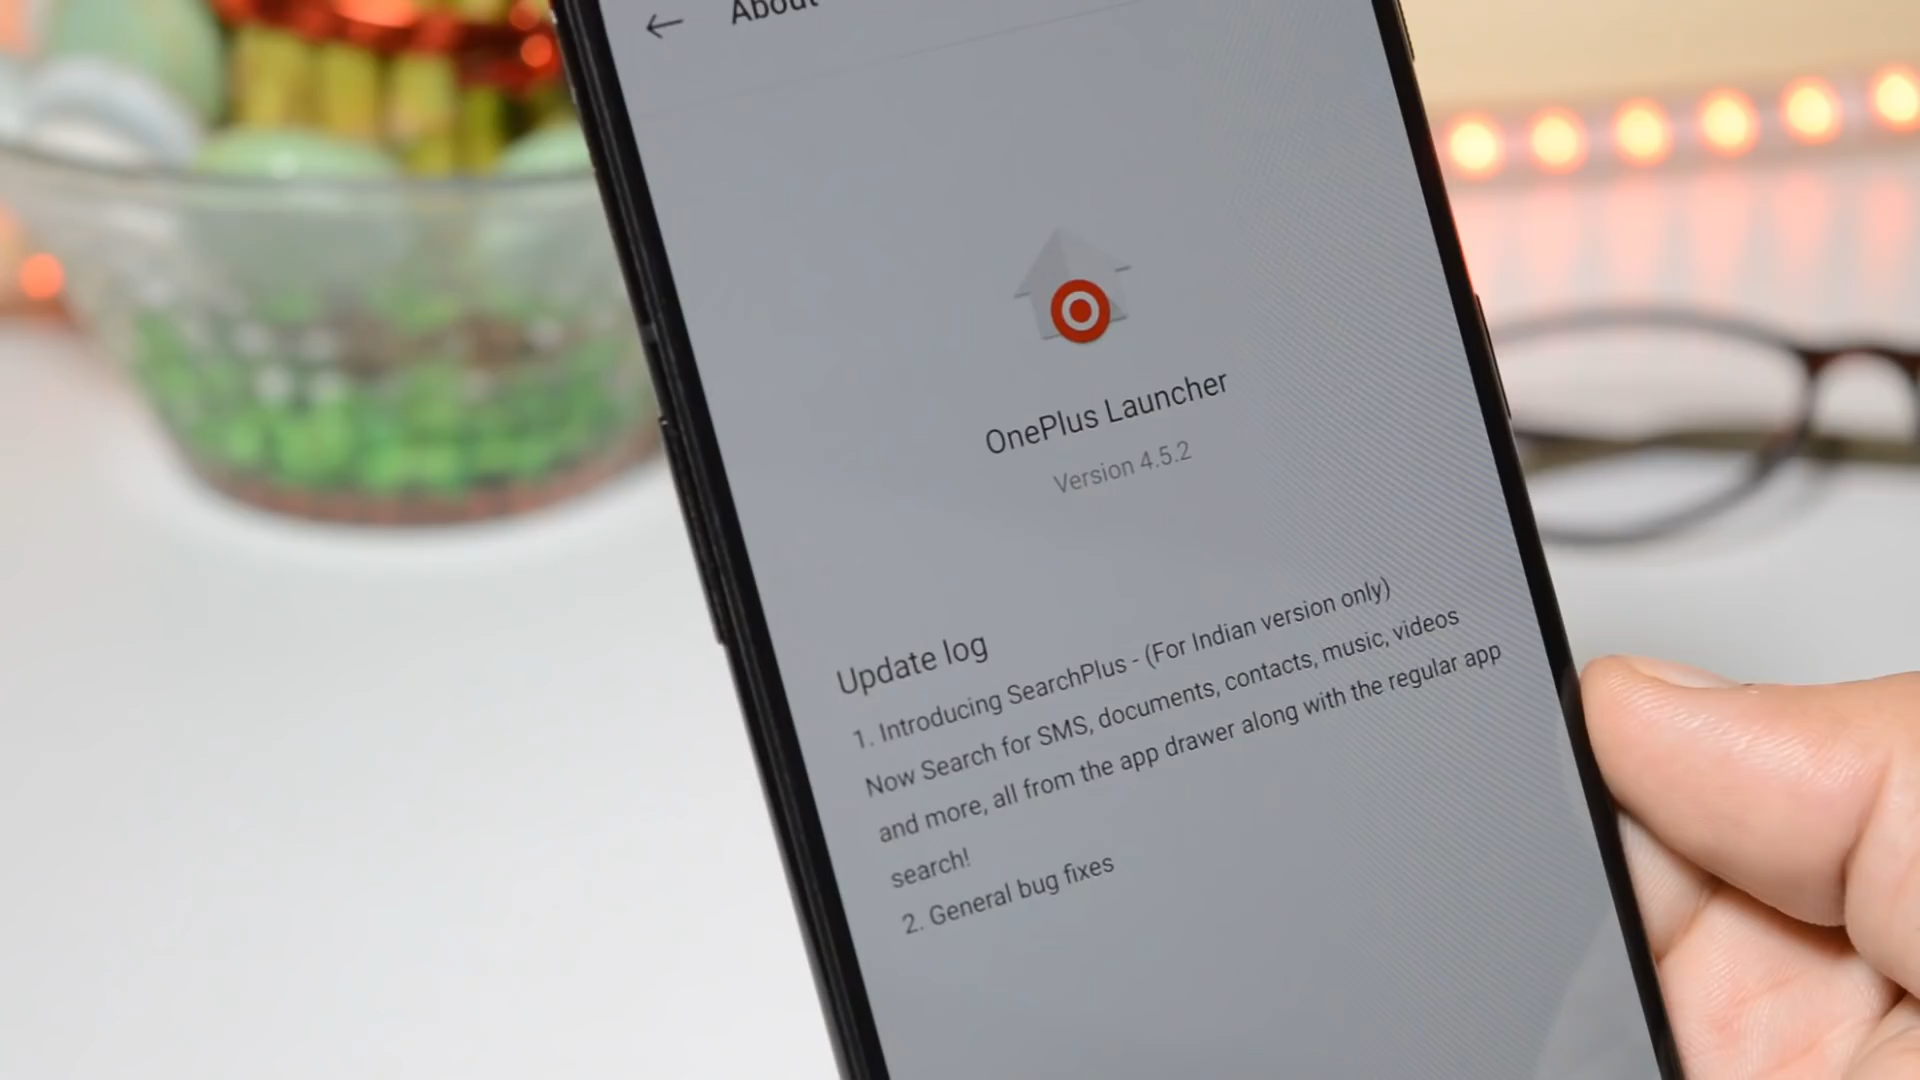 About
OnePlus Launcher
Version 4.5.2
Update log
1. Introducing SearchPlus - (For Indian version only)
Now Search for SMS, documents, contacts, music, videos
and more, all from the app drawer along with the regular app
search!
2. General bug fixes